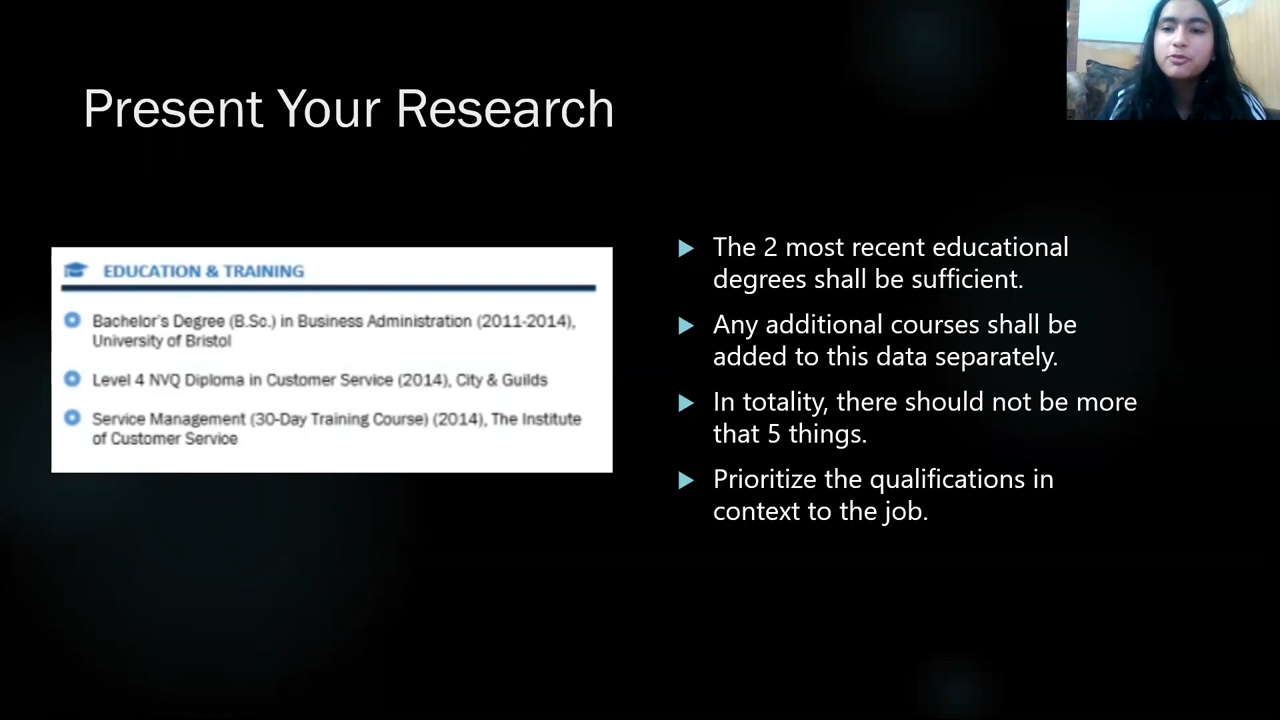 Present Your Research
EDUCATION & TRAINING
Bachelor's Degree (B.Sc.) in Business Administration (2011-2014),
University of Bristol
Level 4 NVQ Diploma in Customer Service (2014), City & Guilds
Service Management (30-Day Training Course) (2014), The Institute
of Customer Service
The 2 most recent educational
degrees shall be sufficient.
Any additional courses shall be
added to this data separately.
In totality, there should not be more
that 5 things.
Prioritize the qualifications in
context to the job.